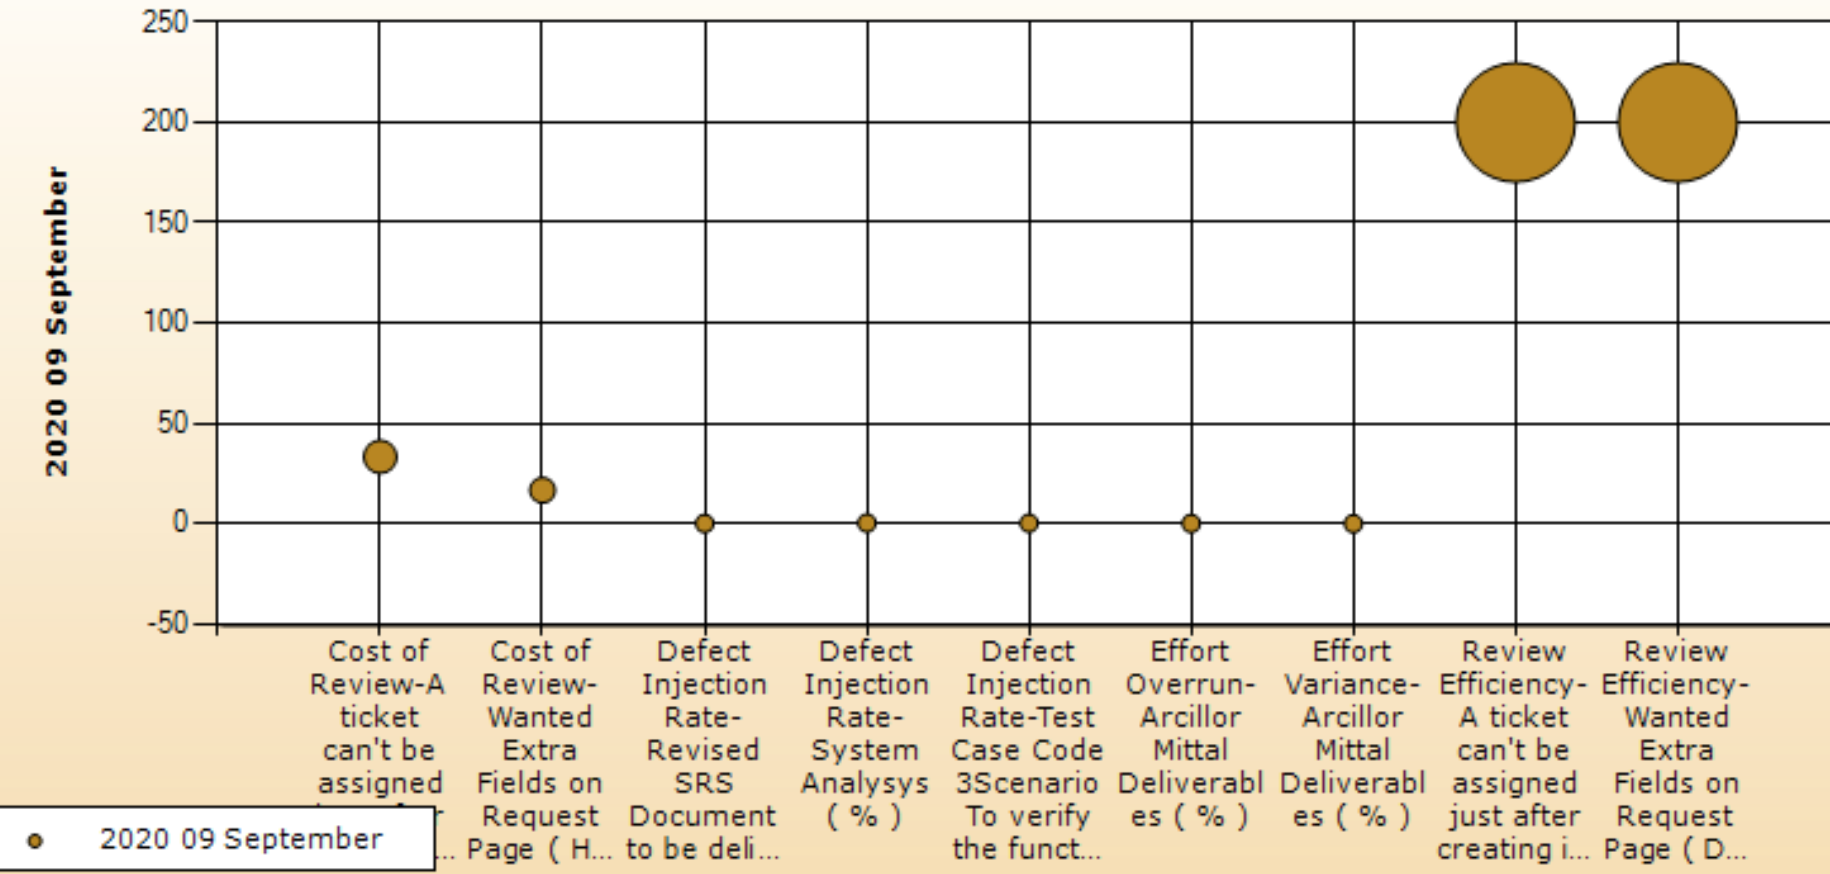 250
200
150
100
50
0
-50
2020 09 September
Cost of
Review-A
ticket
can't be
assigned
Cost of
Review-
Wanted
Extra
Fields on
Request
Page ( H...
Defect
Injection
Rate-
Revised
SRS
Document
to be deli...
Defect
Injection
Rate-
System
Analysys
( % )
Defect
Injection
Rate-Test
Case Code
3Scenario
To verify
the funct...
Effort
Overrun-
Arcillor
Mittal
Deliverabl
es ( % )
Effort
Variance-
Arcillor
Mittal
Deliverabl
es ( % )
Review
Efficiency-
A ticket
can't be
assigned
just after
creating i...
Review
Efficiency-
Wanted
Extra
Fields on
Request
Page ( D...
2020 09 September